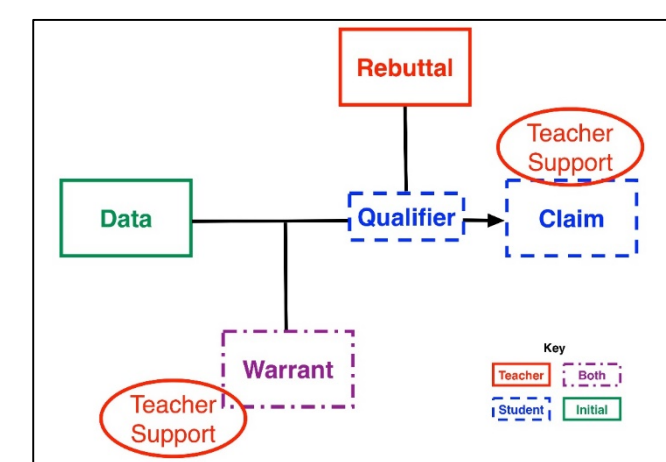 Rebuttal
Teacher
Support
Data
Qualifier
Claim
Warrant
Teacher
Support
Key
Teacher
Both
Student
Initial